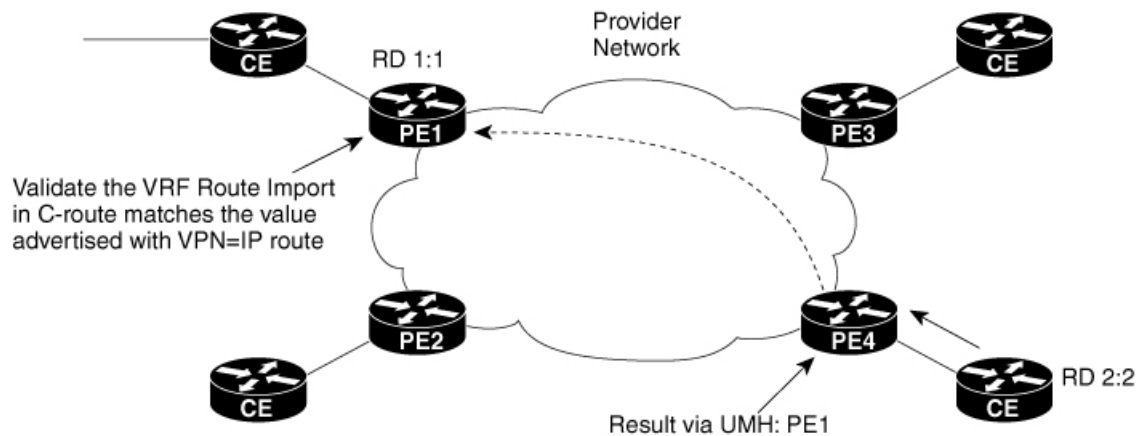 Provider
Network
CE
CE
RD 1:1
PE1
PE3
Validate the VRF Route Import
in C-route matches the value
advertised with VPN=IP route
PE2
PE4
CE
CE
RD 2:2
Result via UMH: PE1